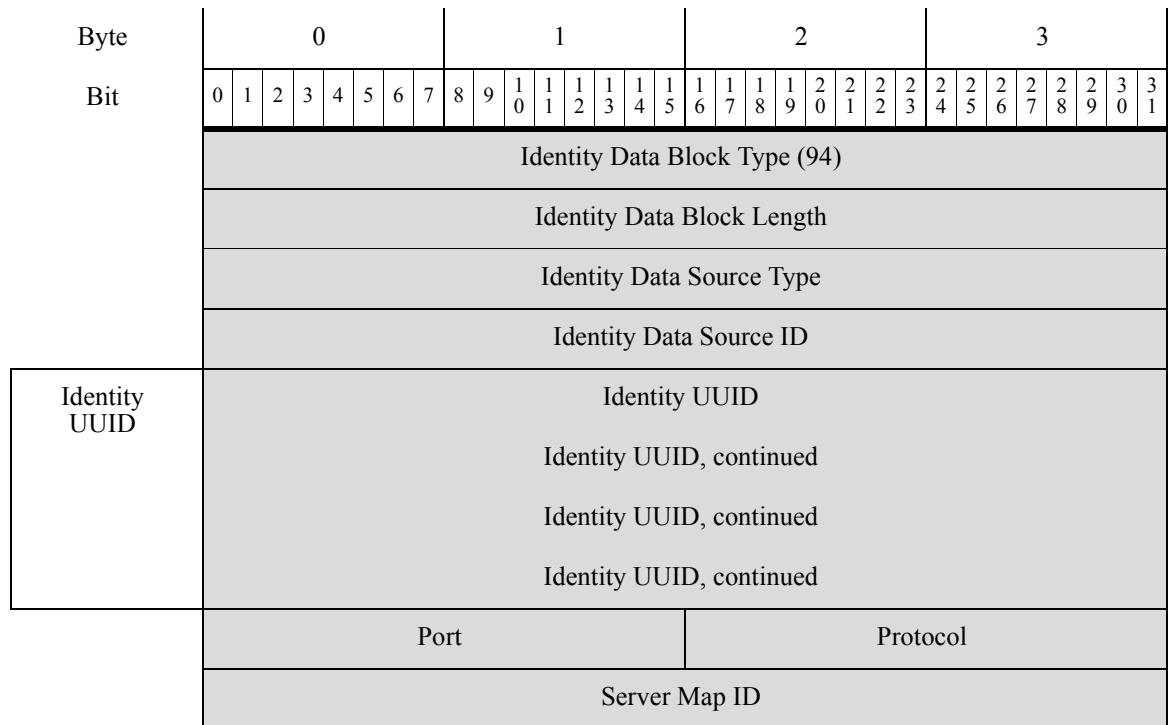 Byte 0 1 2 3
Bit 0 1 2 3 4 5 6 7 8 9 10 11 12 13 14 15 16 17 18 19 20 21 22 23 24 25 26 27 28 29 30 31
Identity Data Block Type (94)
Identity Data Block Length
Identity Data Source Type
Identity Data Source ID
Identity
UUID
Identity UUID
Identity UUID, continued
Identity UUID, continued
Identity UUID, continued
Port Protocol
Server Map ID